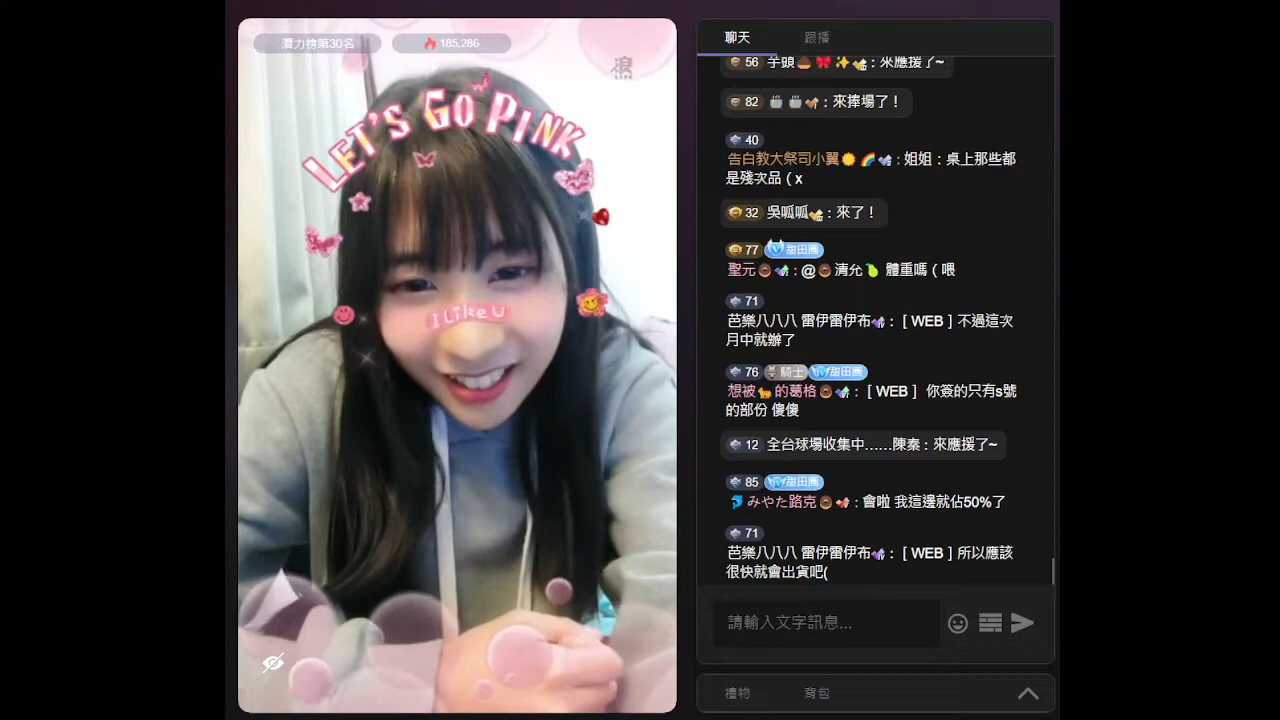 潛力榜第30名
185,286
浪
LIVE
LET'S GO PINK
I Like U
聊天 跟播
56 芋頭 : 來應援了~
82 : 來捧場了！
40
告白教大祭司小翼 : 姐姐：桌上那些都
是殘次品 ( x
32 吳呱呱 : 來了！
77 甜田圈
聖元 : @ 清允 體重嗎 ( 喂
71
芭樂八八八 雷伊雷伊布 : [ WEB ] 不過這次
月中就辦了
76 騎士 甜田圈
想被 的葛格 : [ WEB ] 你簽的只有s號
的部份 傻傻
12 全台球場收集中……陳秦 : 來應援了~
85 甜田圈
みやた路克 : 會啦 我這邊就佔50%了
71
芭樂八八八 雷伊雷伊布 : [ WEB ] 所以應該
很快就會出貨吧(
請輸入文字訊息...
禮物 背包